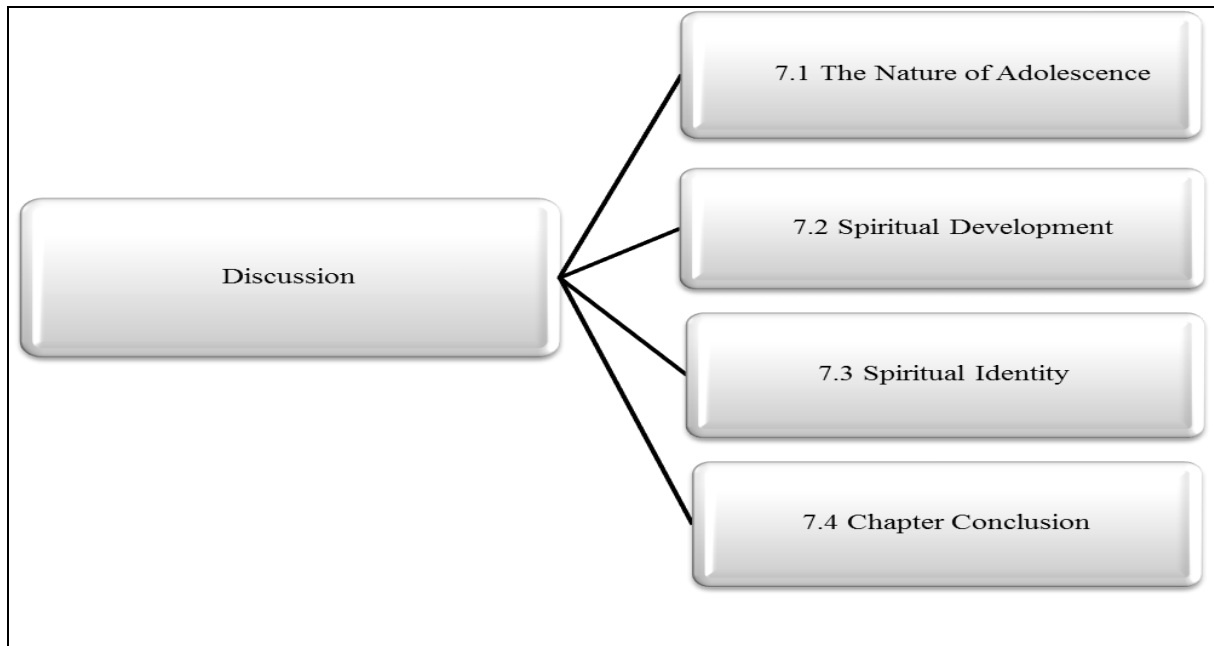 Discussion
7.1 The Nature of Adolescence
7.2 Spiritual Development
7.3 Spiritual Identity
7.4 Chapter Conclusion